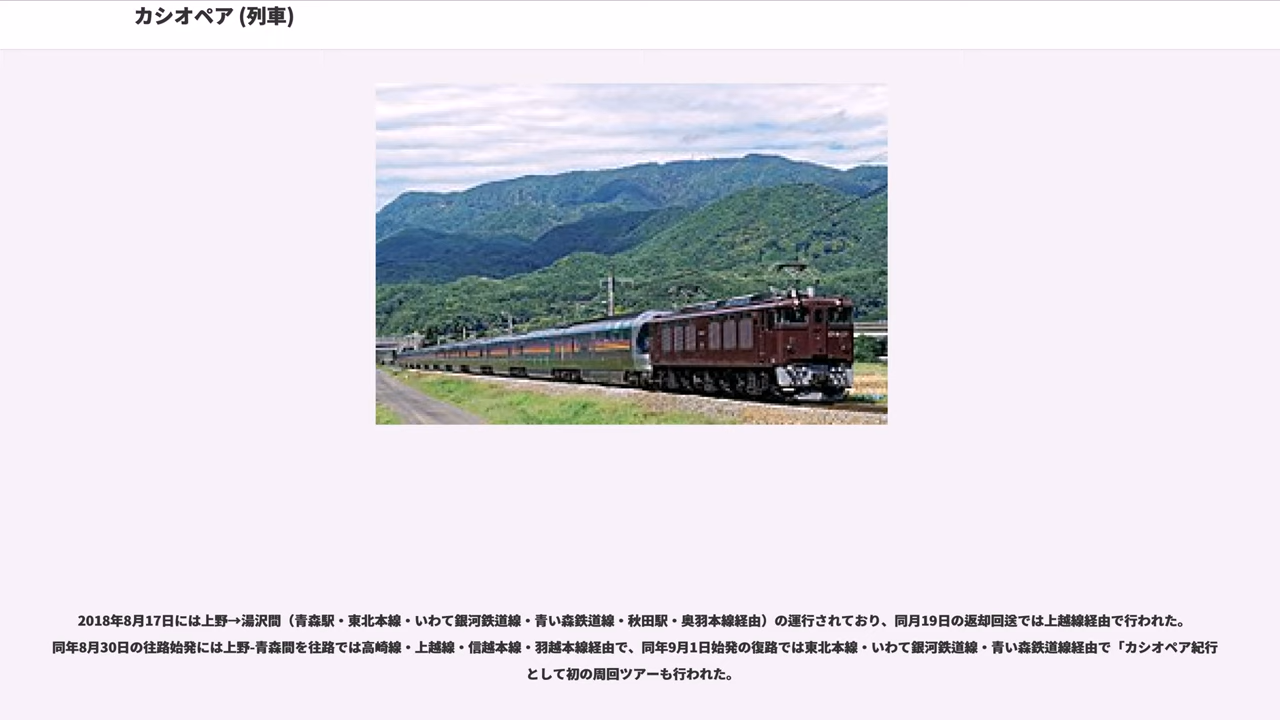 カシオペア (列車)
2018年8月17日には上野→湯沢間（青森駅・東北本線・いわて銀河鉄道線・青い森鉄道線・秋田駅・奥羽本線経由）の運行されており、同月19日の返却回送では上越線経由で行われた。
同年8月30日の往路始発には上野-青森間を往路では高崎線・上越線・信越本線・羽越本線経由で、同年9月1日始発の復路では東北本線・いわて銀河鉄道線・青い森鉄道線経由で「カシオペア紀行
として初の周回ツアーも行われた。